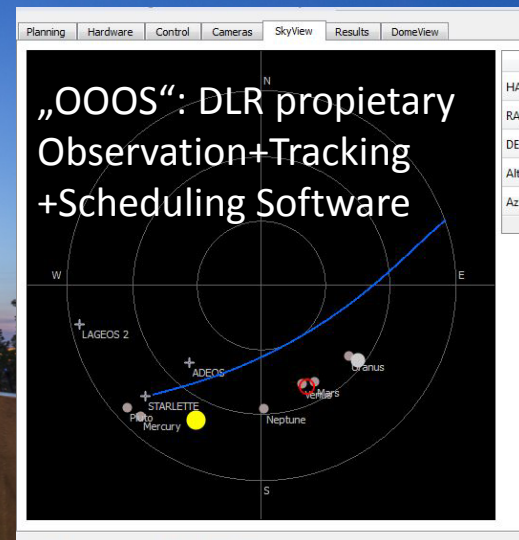 Planning Hardware Control Cameras SkyView Results DomeView
„OOOS“: DLR propietary
Observation+Tracking
+Scheduling Software
N
HA
RA
DE
Alt
Az
W
E
LAGEOS 2
ADEOS
Uranus
Venus
Mars
STARLETTE
Pluto
Mercury
Neptune
S